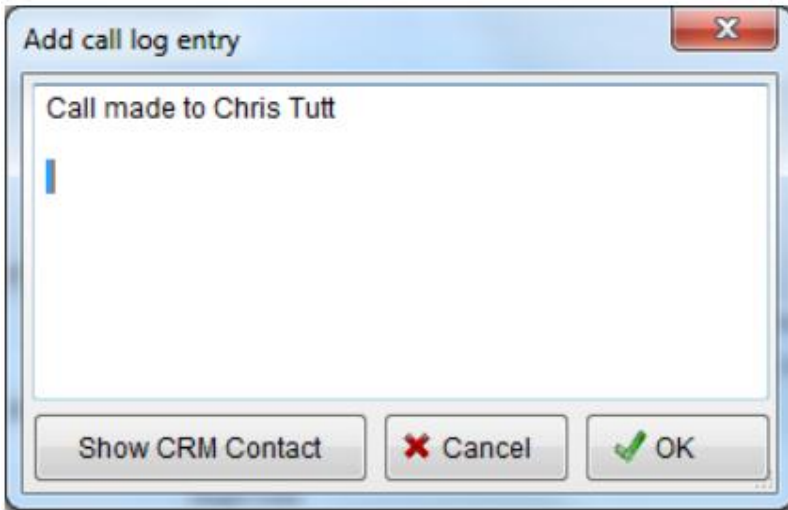 Add call log entry
Call made to Chris Tutt
Show CRM Contact
Cancel
OK